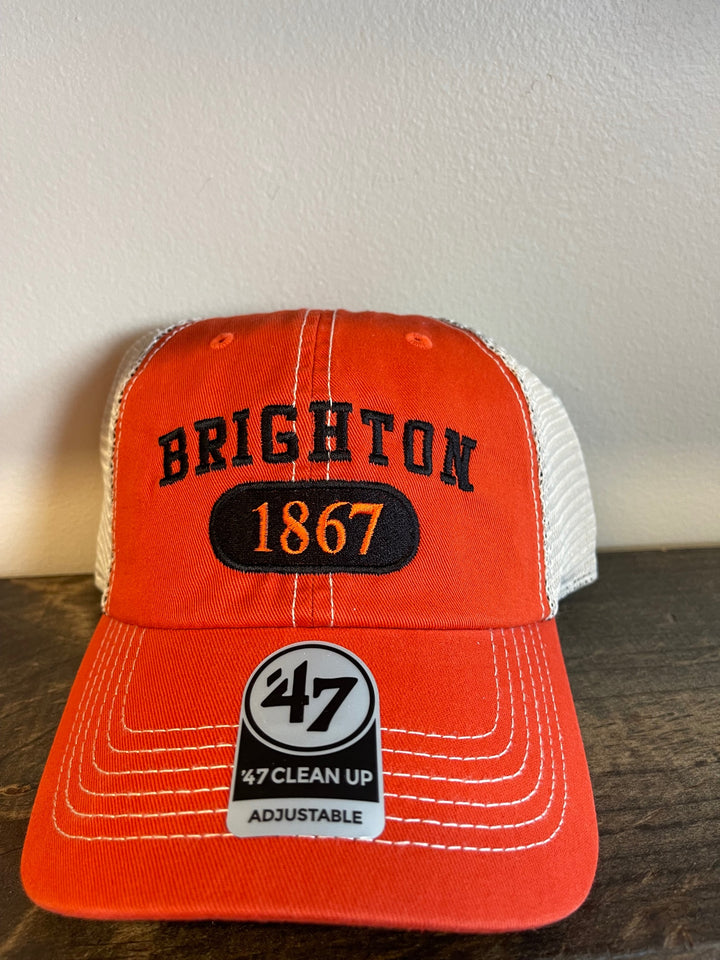 BRIGHTON
1867
'47
'47 CLEAN UP
ADJUSTABLE